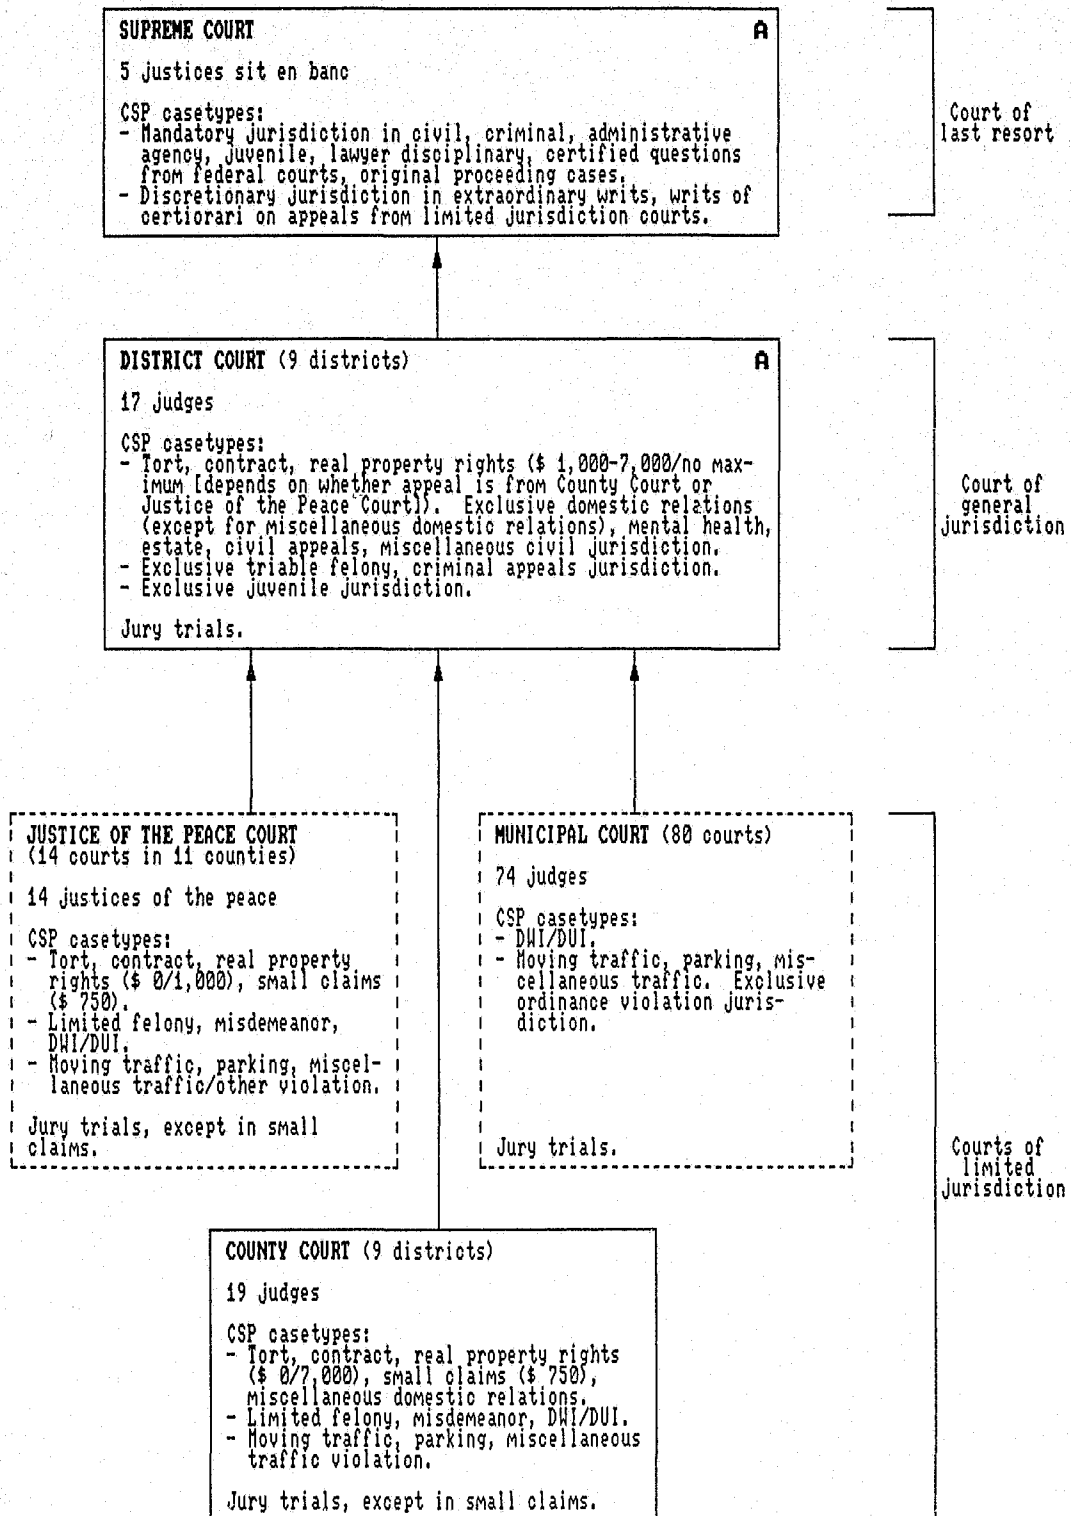 SUPREME COURT A
5 justices sit en banc
CSP casetypes:
- Mandatory jurisdiction in civil, criminal, administrative
agency, juvenile, lawyer disciplinary, certified questions
from federal courts, original proceeding cases.
- Discretionary jurisdiction in extraordinary writs, writs of
certiorari on appeals from limited jurisdiction courts.
Court of
last resort
DISTRICT COURT (9 districts) A
17 judges
CSP casetypes:
- Tort, contract, real property rights ($ 1,000-7,000/no max-
imum [depends on whether appeal is from County Court or
Justice of the Peace Court]). Exclusive domestic relations
(except for miscellaneous domestic relations), mental health,
estate, civil appeals, miscellaneous civil jurisdiction.
- Exclusive triable felony, criminal appeals jurisdiction.
- Exclusive juvenile jurisdiction.
Jury trials.
Court of
general
jurisdiction
JUSTICE OF THE PEACE COURT
(14 courts in 11 counties)
14 justices of the peace
CSP casetypes:
- Tort, contract, real property
rights ($ 0/1,000), small claims
($ 750).
- Limited felony, misdemeanor,
DWI/DUI.
- Moving traffic, parking, miscel-
laneous traffic/other violation.
Jury trials, except in small
claims.
MUNICIPAL COURT (80 courts)
74 judges
CSP casetypes:
- DWI/DUI.
- Moving traffic, parking, mis-
cellaneous traffic. Exclusive
ordinance violation juris-
diction.
Jury trials.
Courts of
limited
jurisdiction
COUNTY COURT (9 districts)
19 judges
CSP casetypes:
- Tort, contract, real property rights
($ 0/7,000), small claims ($ 750),
miscellaneous domestic relations.
- Limited felony, misdemeanor, DWI/DUI.
- Moving traffic, parking, miscellaneous
traffic violation.
Jury trials, except in small claims.